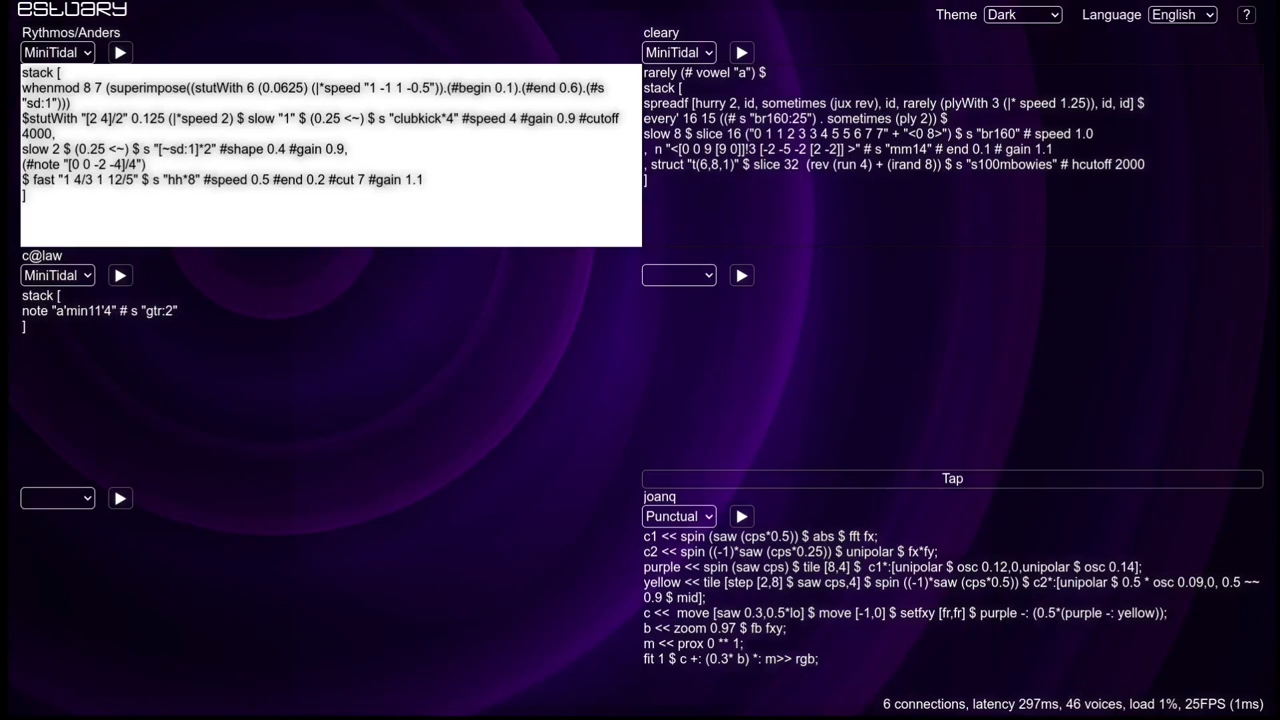 estuary
Theme Dark Language English ?
Rythmos/Anders
MiniTidal
stack [
whenmod 8 7 (superimpose((stutWith 6 (0.0625) (|*speed "1 -1 1 -0.5")).(#begin 0.1).(#end 0.6).(#s
"sd:1")))
$stutWith "[2 4]/2" 0.125 (|*speed 2) $ slow "1" $ (0.25 <~) $ s "clubkick*4" #speed 4 #gain 0.9 #cutoff
4000,
slow 2 $ (0.25 <~) $ s "[~sd:1]*2" #shape 0.4 #gain 0.9,
(#note "[0 0 -2 -4]/4")
$ fast "1 4/3 1 12/5" $ s "hh*8" #speed 0.5 #end 0.2 #cut 7 #gain 1.1
]
cleary
MiniTidal
rarely (# vowel "a") $
stack [
spreadf [hurry 2, id, sometimes (jux rev), id, rarely (plyWith 3 (|* speed 1.25)), id, id] $
every' 16 15 ((# s "br160:25") . sometimes (ply 2)) $
slow 8 $ slice 16 ("0 1 1 2 3 3 4 5 5 6 7 7" + "<0 8>") $ s "br160" # speed 1.0
,  n "<[0 0 9 [9 0]]!3 [-2 -5 -2 [2 -2]] >" # s "mm14" # end 0.1 # gain 1.1
, struct "t(6,8,1)" $ slice 32  (rev (run 4) + (irand 8)) $ s "s100mbowies" # hcutoff 2000
]
c@law
MiniTidal
stack [
note "a'min11'4" # s "gtr:2"
]
Tap
joanq
Punctual
c1 << spin (saw (cps*0.5)) $ abs $ fft fx;
c2 << spin ((-1)*saw (cps*0.25)) $ unipolar $ fx*fy;
purple << spin (saw cps) $ tile [8,4] $  c1*:[unipolar $ osc 0.12,0,unipolar $ osc 0.14];
yellow << tile [step [2,8] $ saw cps,4] $ spin ((-1)*saw (cps*0.5)) $ c2*:[unipolar $ 0.5 * osc 0.09,0, 0.5 ~~
0.9 $ mid];
c <<  move [saw 0.3,0.5*lo] $ move [-1,0] $ setfxy [fr,fr] $ purple -: (0.5*(purple -: yellow));
b << zoom 0.97 $ fb fxy;
m << prox 0 ** 1;
fit 1 $ c +: (0.3* b) *: m>> rgb;
6 connections, latency 297ms, 46 voices, load 1%, 25FPS (1ms)